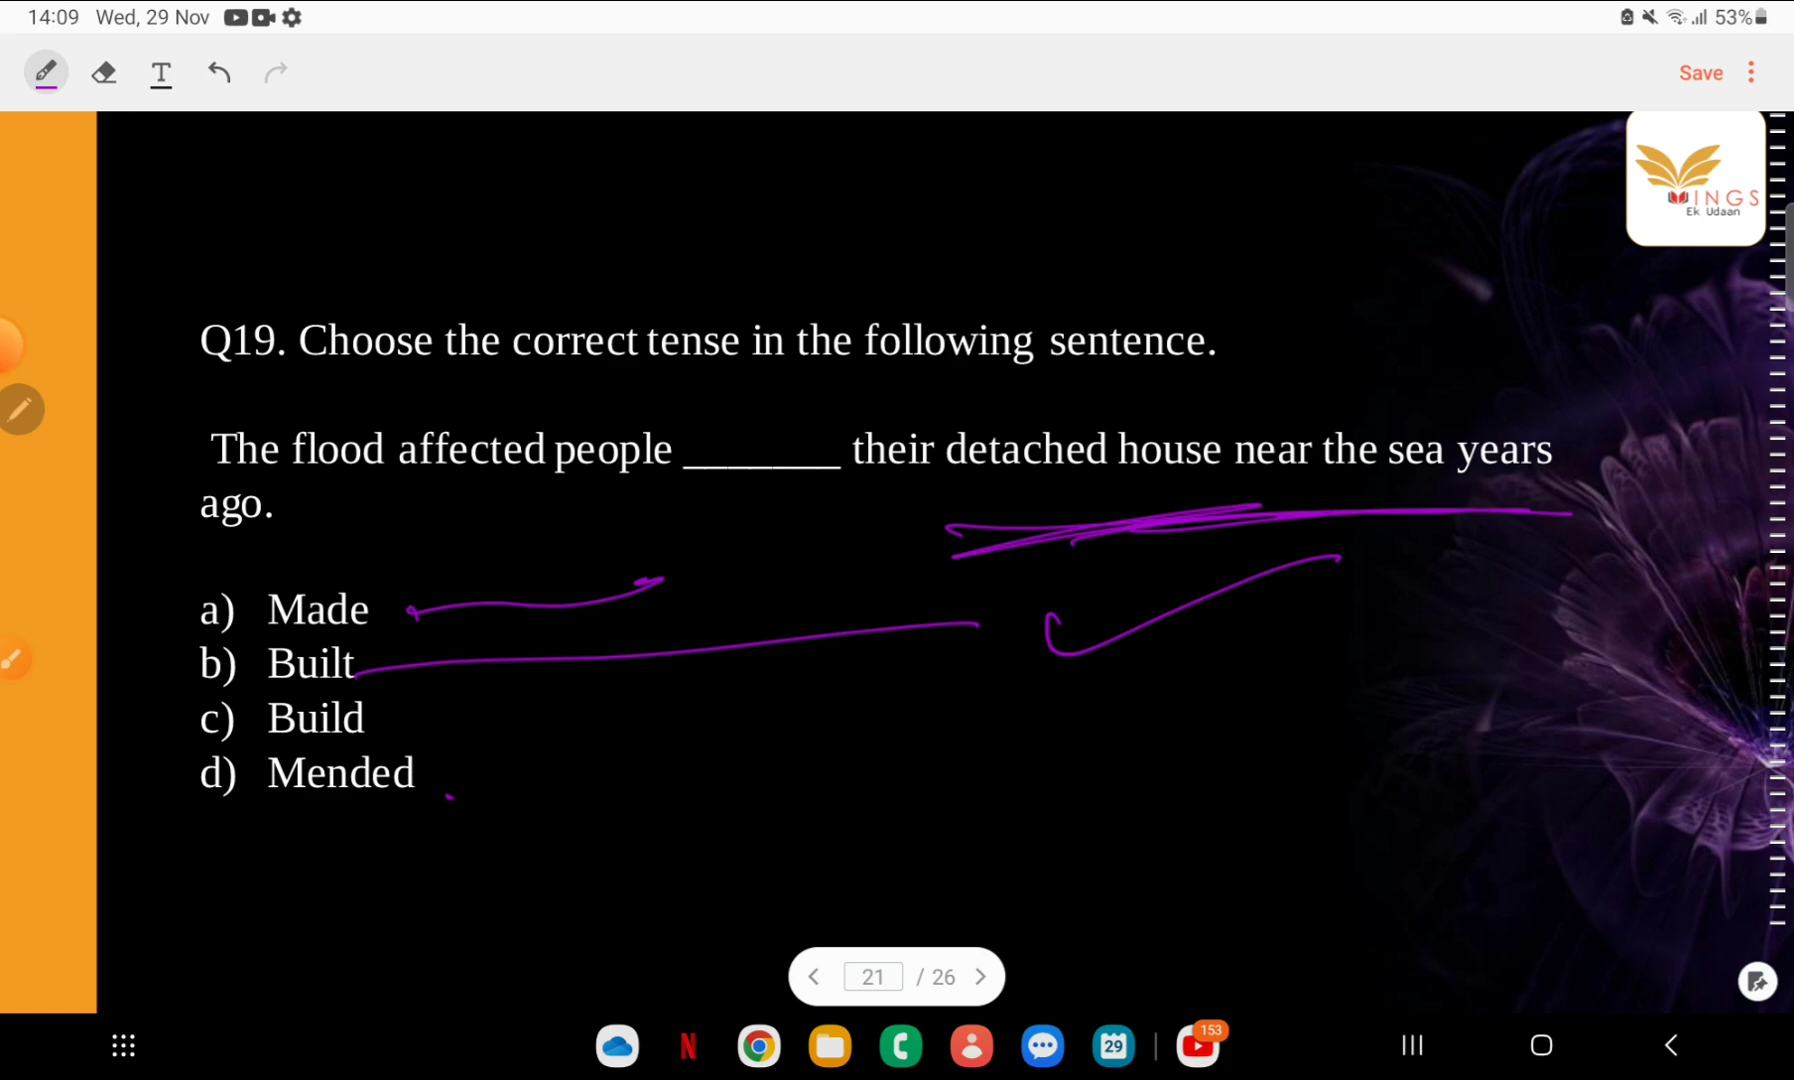 14:09 Wed, 29 Nov
53%
T
Save
WINGS
Ek Udaan
Q19. Choose the correct tense in the following sentence.
The flood affected people _______ their detached house near the sea years
ago.
a) Made
b) Built
c) Build
d) Mended
21 / 26
N
29
153